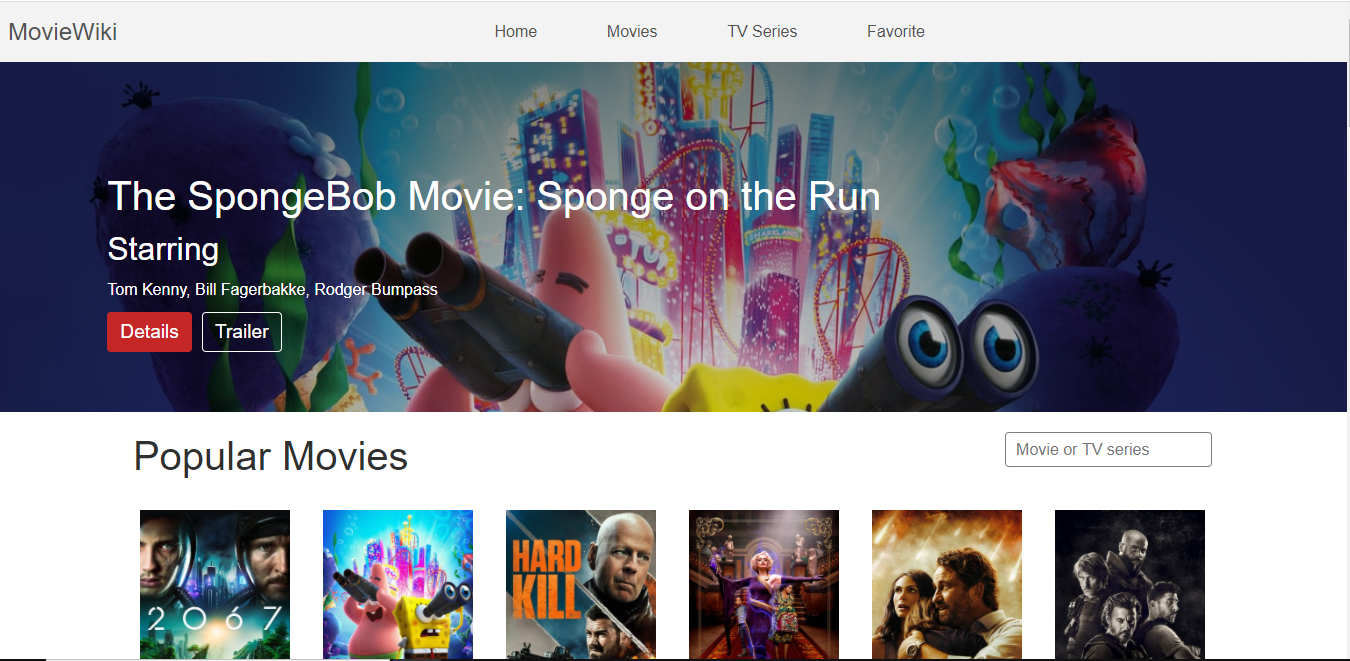 MovieWiki
Home Movies TV Series Favorite
The SpongeBob Movie: Sponge on the Run
Starring
Tom Kenny, Bill Fagerbakke, Rodger Bumpass
Details Trailer
SHARKLAND
Popular Movies
Movie or TV series
2067
HARD
KILL